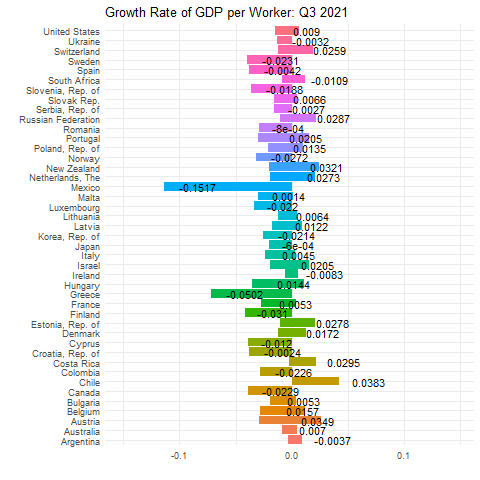 Growth Rate of GDP per Worker: Q3 2021
United States 0.009
Ukraine -0.0032
Switzerland 0.0259
Sweden -0.0231
Spain -0.0042
South Africa -0.0109
Slovenia, Rep. of -0.0188
Slovak Rep. 0.0066
Serbia, Rep. of -0.0027
Russian Federation 0.0287
Romania -8e-04
Portugal 0.0205
Poland, Rep. of 0.0135
Norway -0.0272
New Zealand 0.0321
Netherlands, The 0.0273
Mexico -0.1517
Malta 0.0014
Luxembourg -0.022
Lithuania 0.0064
Latvia 0.0122
Korea, Rep. of -0.0214
Japan -6e-04
Italy 0.0045
Israel 0.0205
Ireland -0.0083
Hungary 0.0144
Greece -0.0502
France 0.0053
Finland -0.031
Estonia, Rep. of 0.0278
Denmark 0.0172
Cyprus -0.012
Croatia, Rep. of -0.0024
Costa Rica 0.0295
Colombia -0.0226
Chile 0.0383
Canada -0.0229
Bulgaria 0.0053
Belgium 0.0157
Austria 0.0349
Australia 0.007
Argentina -0.0037
-0.1 0.0 0.1